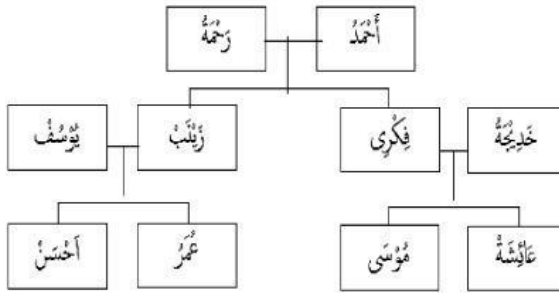 أَحْمَدُ رَحْمَةُ
خَدِيْجَةُ فِكْرِى زَيْنَبْ يُوْسُفْ
عَائِشَةْ مُوْسَى عُمَرُ اَحْسَنْ